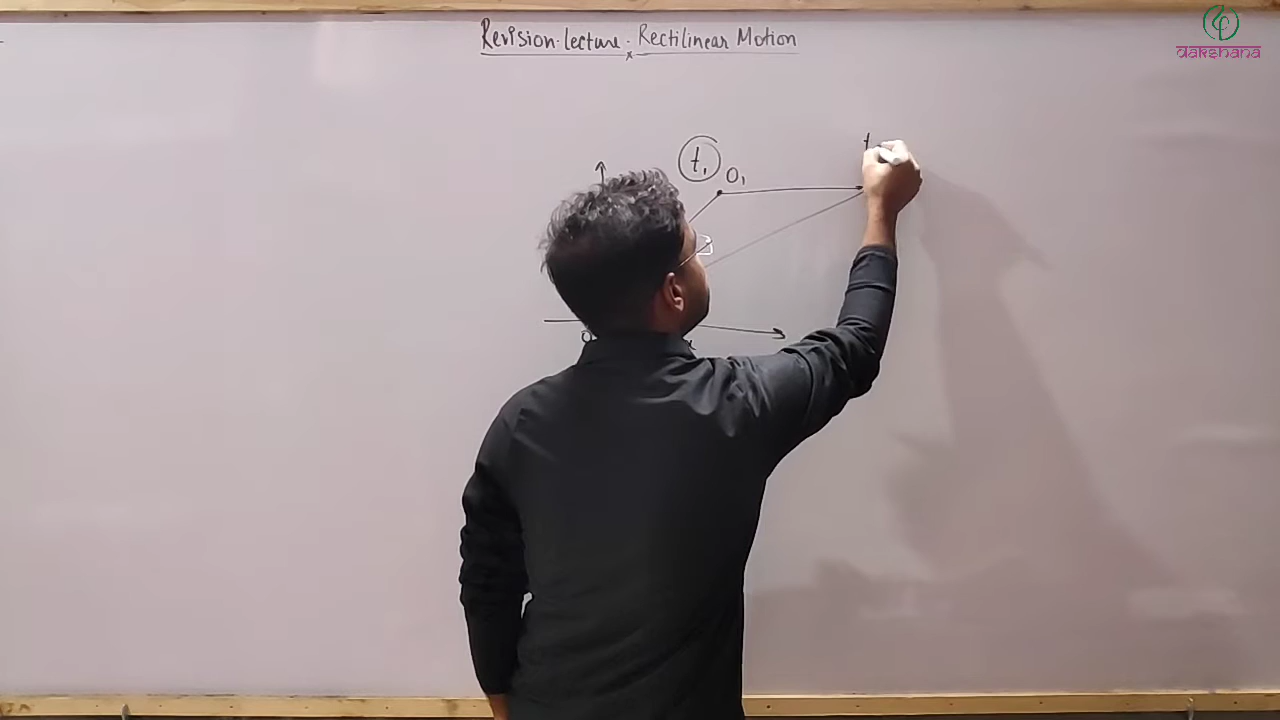 Revision lecture. Rectilinear Motion
dakshana
t₁
O₁
t